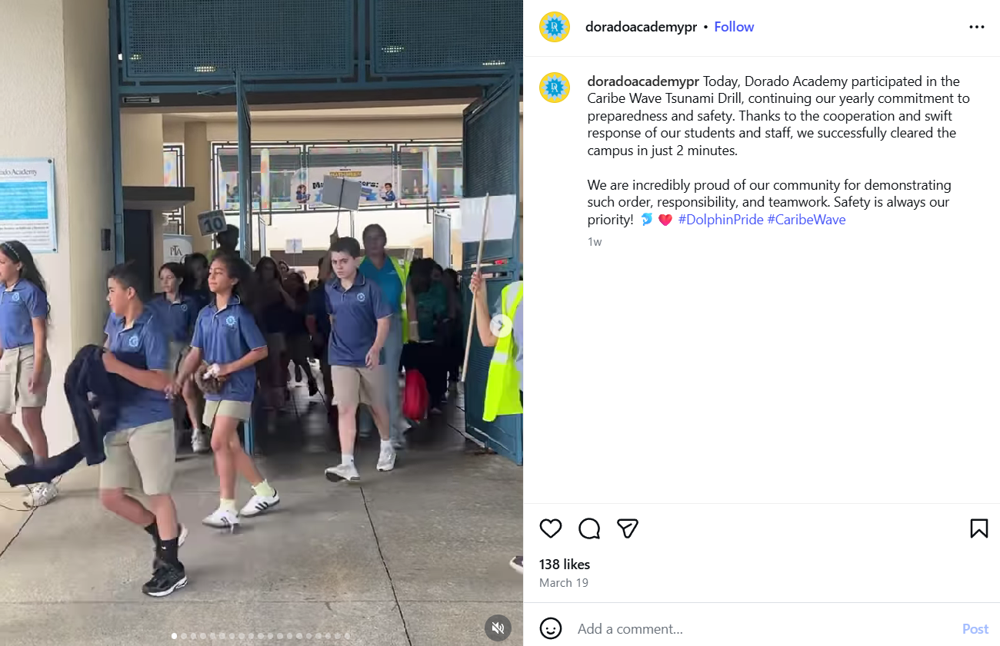 doradoacademypr • Follow
doradoacademypr Today, Dorado Academy participated in the
Caribe Wave Tsunami Drill, continuing our yearly commitment to
preparedness and safety. Thanks to the cooperation and swift
response of our students and staff, we successfully cleared the
campus in just 2 minutes.
We are incredibly proud of our community for demonstrating
such order, responsibility, and teamwork. Safety is always our
priority! 🐬 ❤️ #DolphinPride #CaribeWave
1w
138 likes
March 19
Add a comment...
Post
Academy
10
PTA